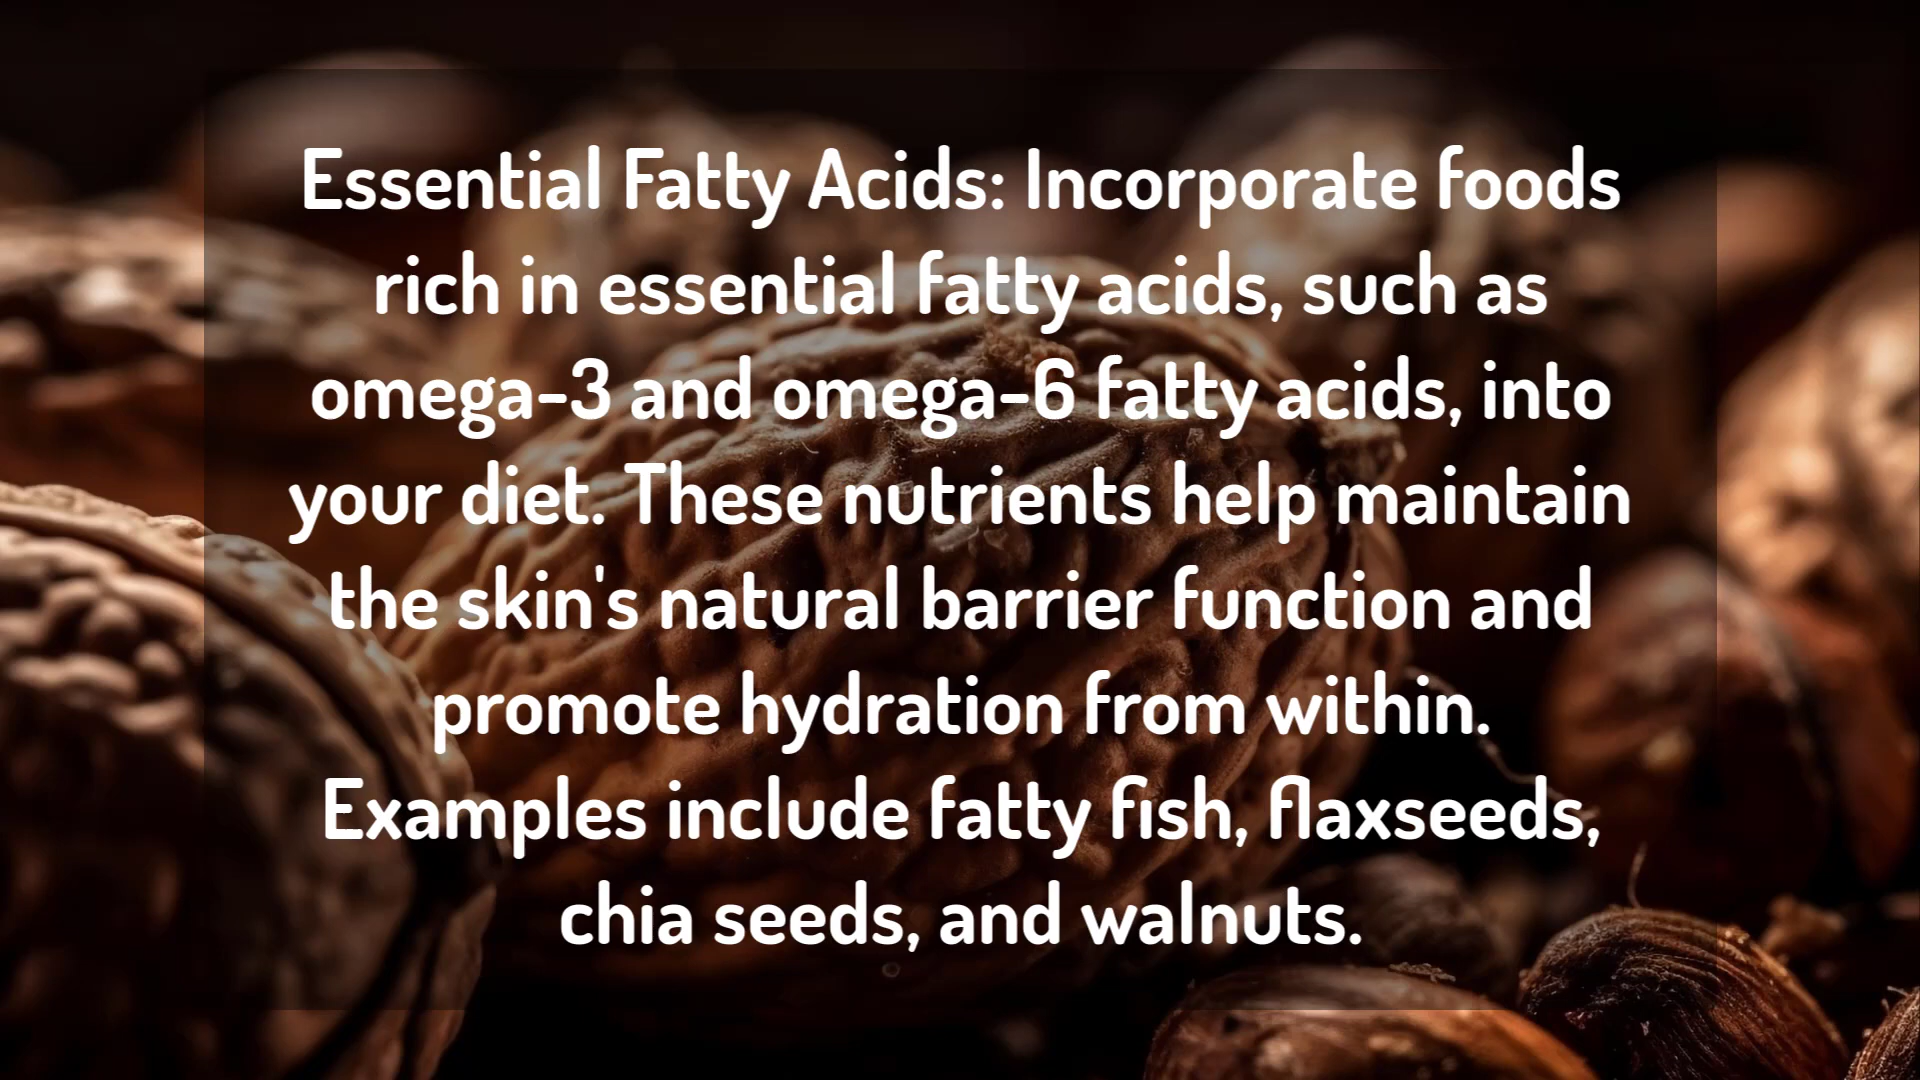 Essential Fatty Acids: Incorporate foods
rich in essential fatty acids, such as
omega-3 and omega-6 fatty acids, into
your diet. These nutrients help maintain
the skin's natural barrier function and
promote hydration from within.
Examples include fatty fish, flaxseeds,
chia seeds, and walnuts.